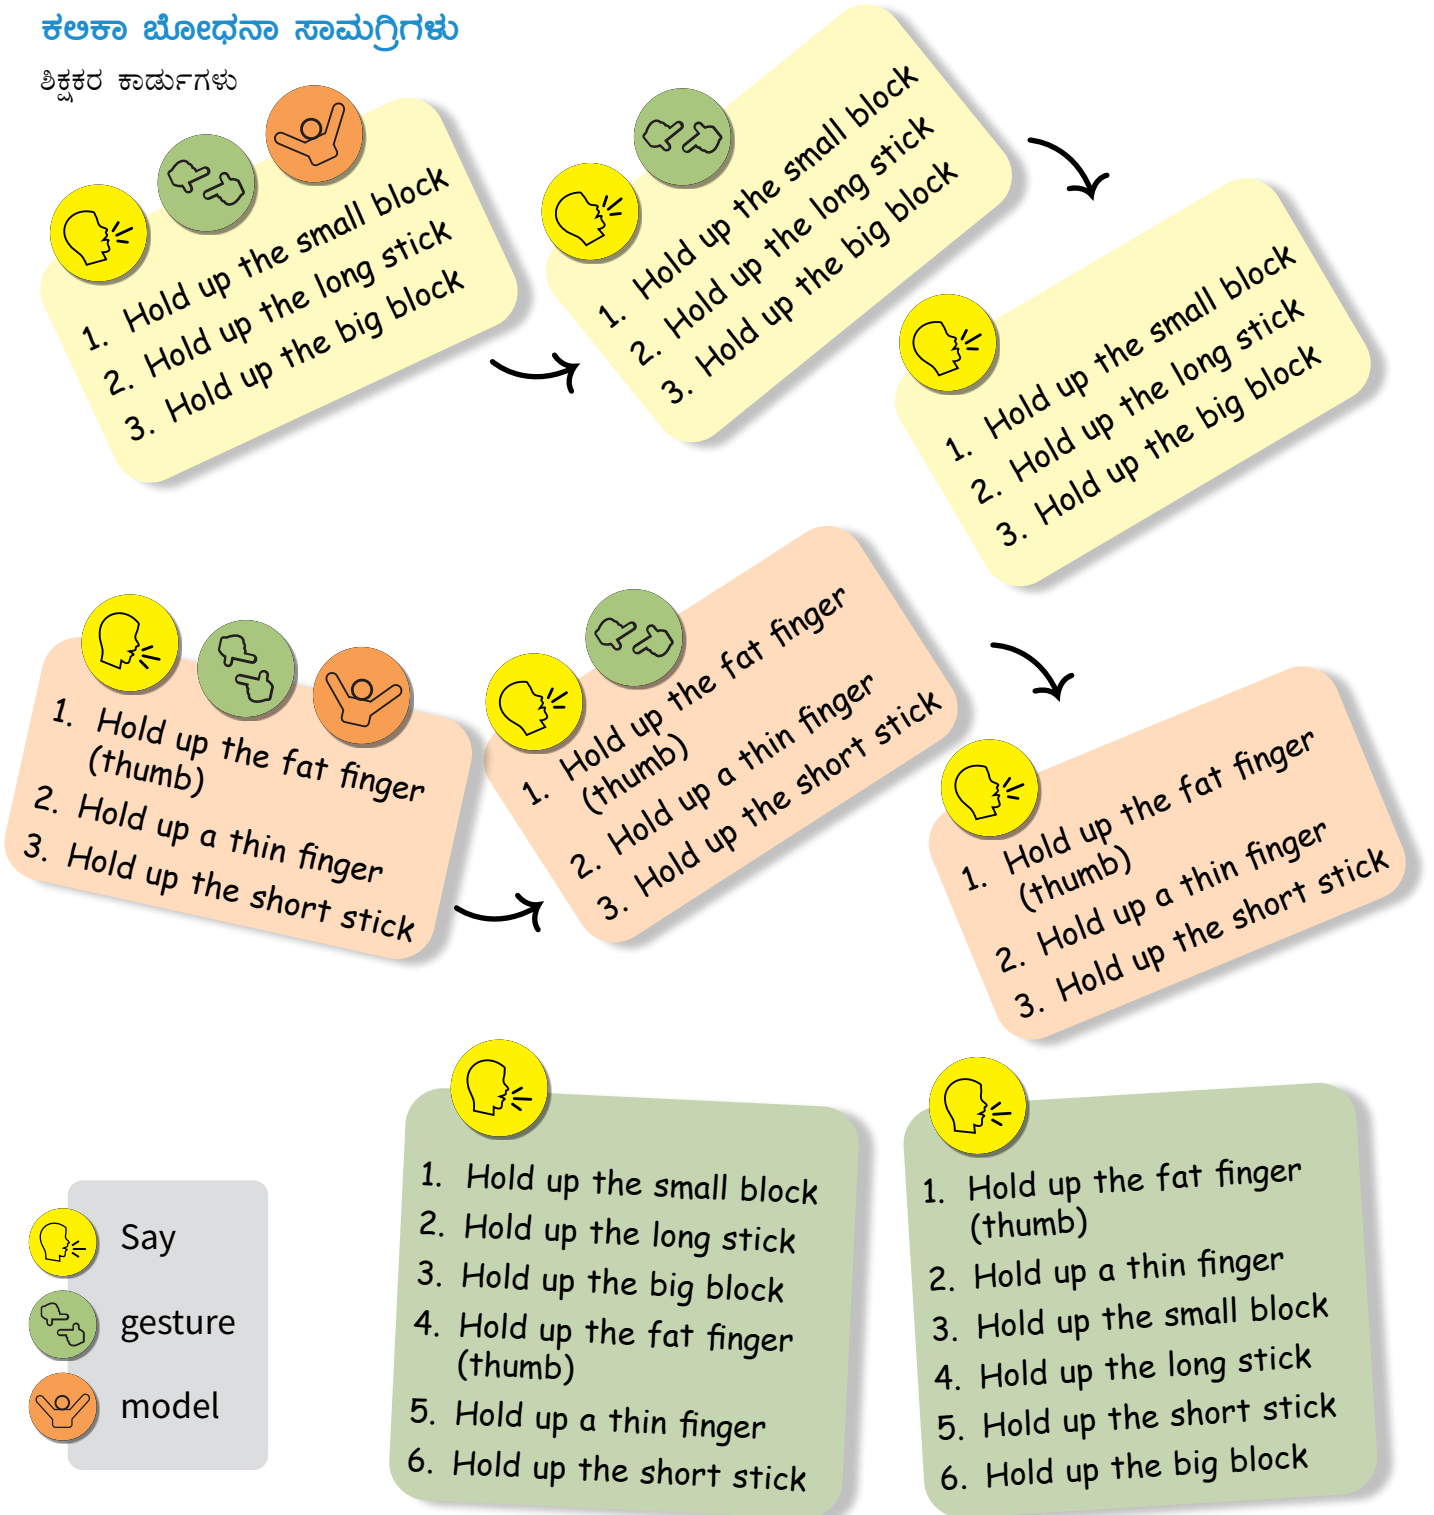 ಕಲಿಕಾ ಬೋಧನಾ ಸಾಮಗ್ರಿಗಳು
ಶಿಕ್ಷಕರ ಕಾರ್ಡುಗಳು
1. Hold up the small block
2. Hold up the long stick
3. Hold up the big block
1. Hold up the small block
2. Hold up the long stick
3. Hold up the big block
1. Hold up the small block
2. Hold up the long stick
3. Hold up the big block
1. Hold up the fat finger
(thumb)
2. Hold up a thin finger
3. Hold up the short stick
1. Hold up the fat finger
(thumb)
2. Hold up a thin finger
3. Hold up the short stick
1. Hold up the fat finger
(thumb)
2. Hold up a thin finger
3. Hold up the short stick
Say
gesture
model
1. Hold up the small block
2. Hold up the long stick
3. Hold up the big block
4. Hold up the fat finger
(thumb)
5. Hold up a thin finger
6. Hold up the short stick
1. Hold up the fat finger
(thumb)
2. Hold up a thin finger
3. Hold up the small block
4. Hold up the long stick
5. Hold up the short stick
6. Hold up the big block